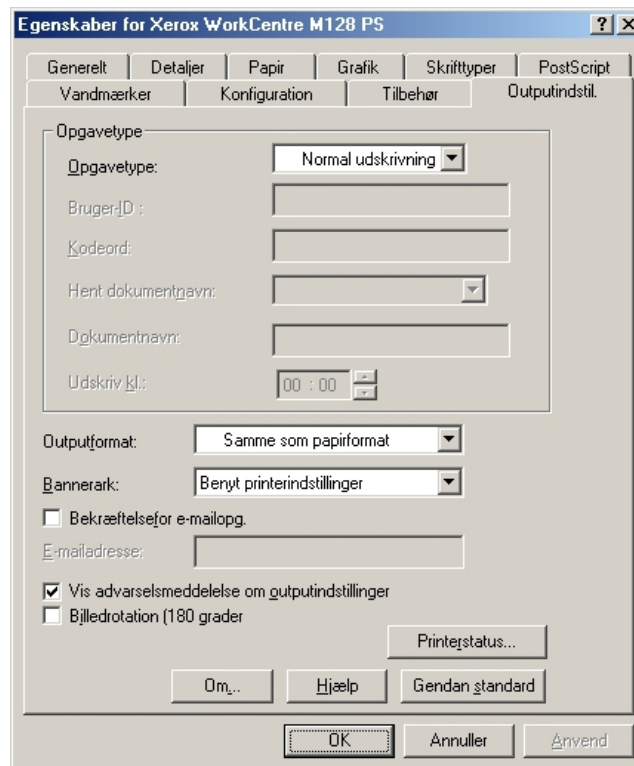 Egenskaber for Xerox WorkCentre M128 PS
Generelt Detaljer Papir Grafik Skrifttyper PostScript
Vandmærker Konfiguration Tilbehør Outputindstil.
Opgavetype
Opgavetype: Normal udskrivning
Bruger-ID :
Kodeord:
Hent dokumentnavn:
Dokumentnavn:
Udskriv kl.: 00 : 00
Outputformat: Samme som papirformat
Bannerark: Benyt printerindstillinger
Bekræftelsefor e-mailopg.
E-mailadresse:
Vis advarselsmeddelelse om outputindstillinger
Billedrotation (180 grader
Printerstatus...
Om... Hjælp Gendan standard
OK Annuller Anvend